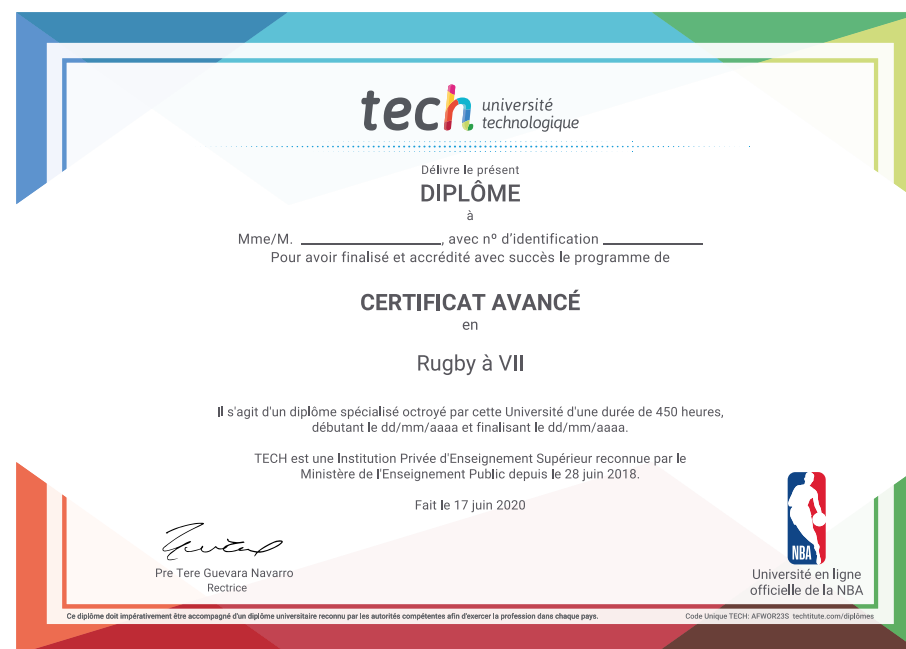 tech université
technologique
Délivre le présent
DIPLÔME
à
Mme/M. ____________________, avec nº d'identification ______________
Pour avoir finalisé et accrédité avec succès le programme de
CERTIFICAT AVANCÉ
en
Rugby à VII
Il s'agit d'un diplôme spécialisé octroyé par cette Université d'une durée de 450 heures,
débutant le dd/mm/aaaa et finalisant le dd/mm/aaaa.
TECH est une Institution Privée d'Enseignement Supérieur reconnue par le
Ministère de l'Enseignement Public depuis le 28 juin 2018.
Fait le 17 juin 2020
Pre Tere Guevara Navarro
Rectrice
NBA
Université en ligne
officielle de la NBA
Ce diplôme doit impérativement être accompagné d'un diplôme universitaire reconnu par les autorités compétentes afin d'exercer la profession dans chaque pays.
Code Unique TECH: AFWOR23S techtitute.com/diplômes